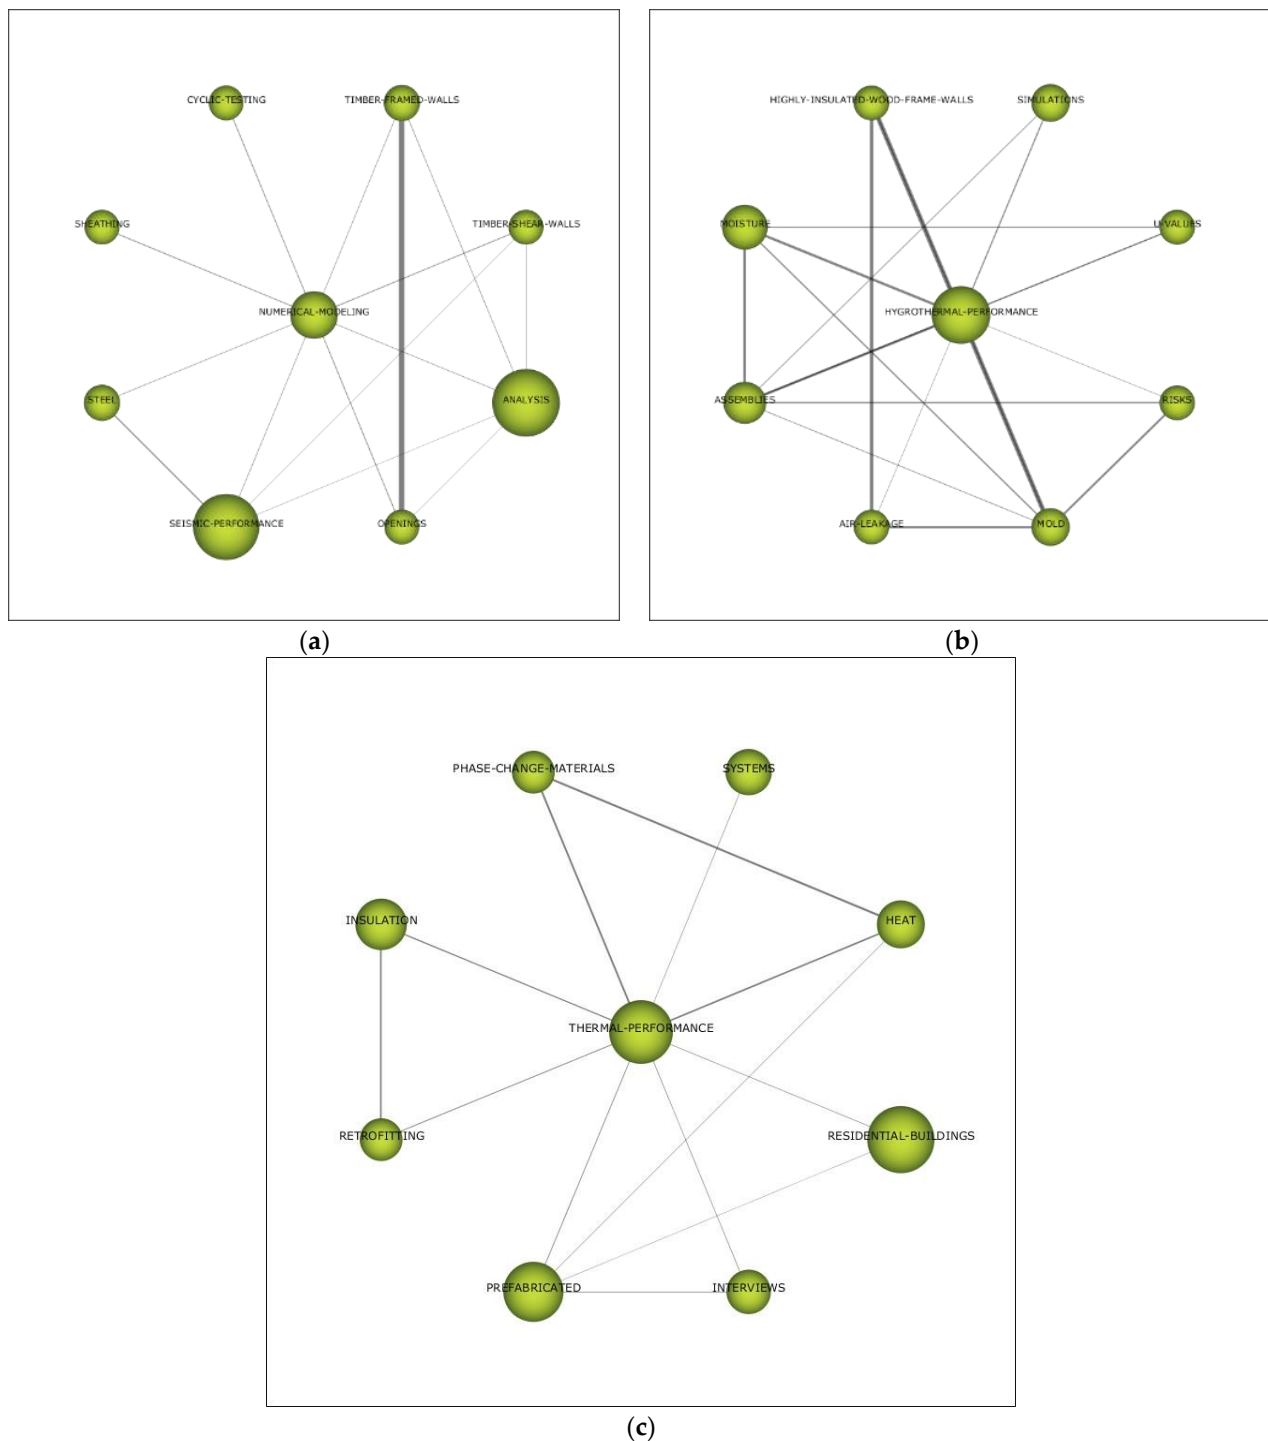 CYCLIC-TESTING
TIMBER-FRAMED-WALLS
SHEATHING
TIMBER-SHEAR-WALLS
NUMERICAL-MODELING
STEEL
ANALYSIS
SEISMIC-PERFORMANCE
OPENINGS
(a)
HIGHLY-INSULATED-WOOD-FRAME-WALLS
SIMULATIONS
MOISTURE
U-VALUES
HYGROTHERMAL-PERFORMANCE
ASSEMBLIES
RISKS
AIR-LEAKAGE
MOLD
(b)
PHASE-CHANGE-MATERIALS
SYSTEMS
INSULATION
HEAT
THERMAL-PERFORMANCE
RETROFITTING
RESIDENTIAL-BUILDINGS
PREFABRICATED
INTERVIEWS
(c)